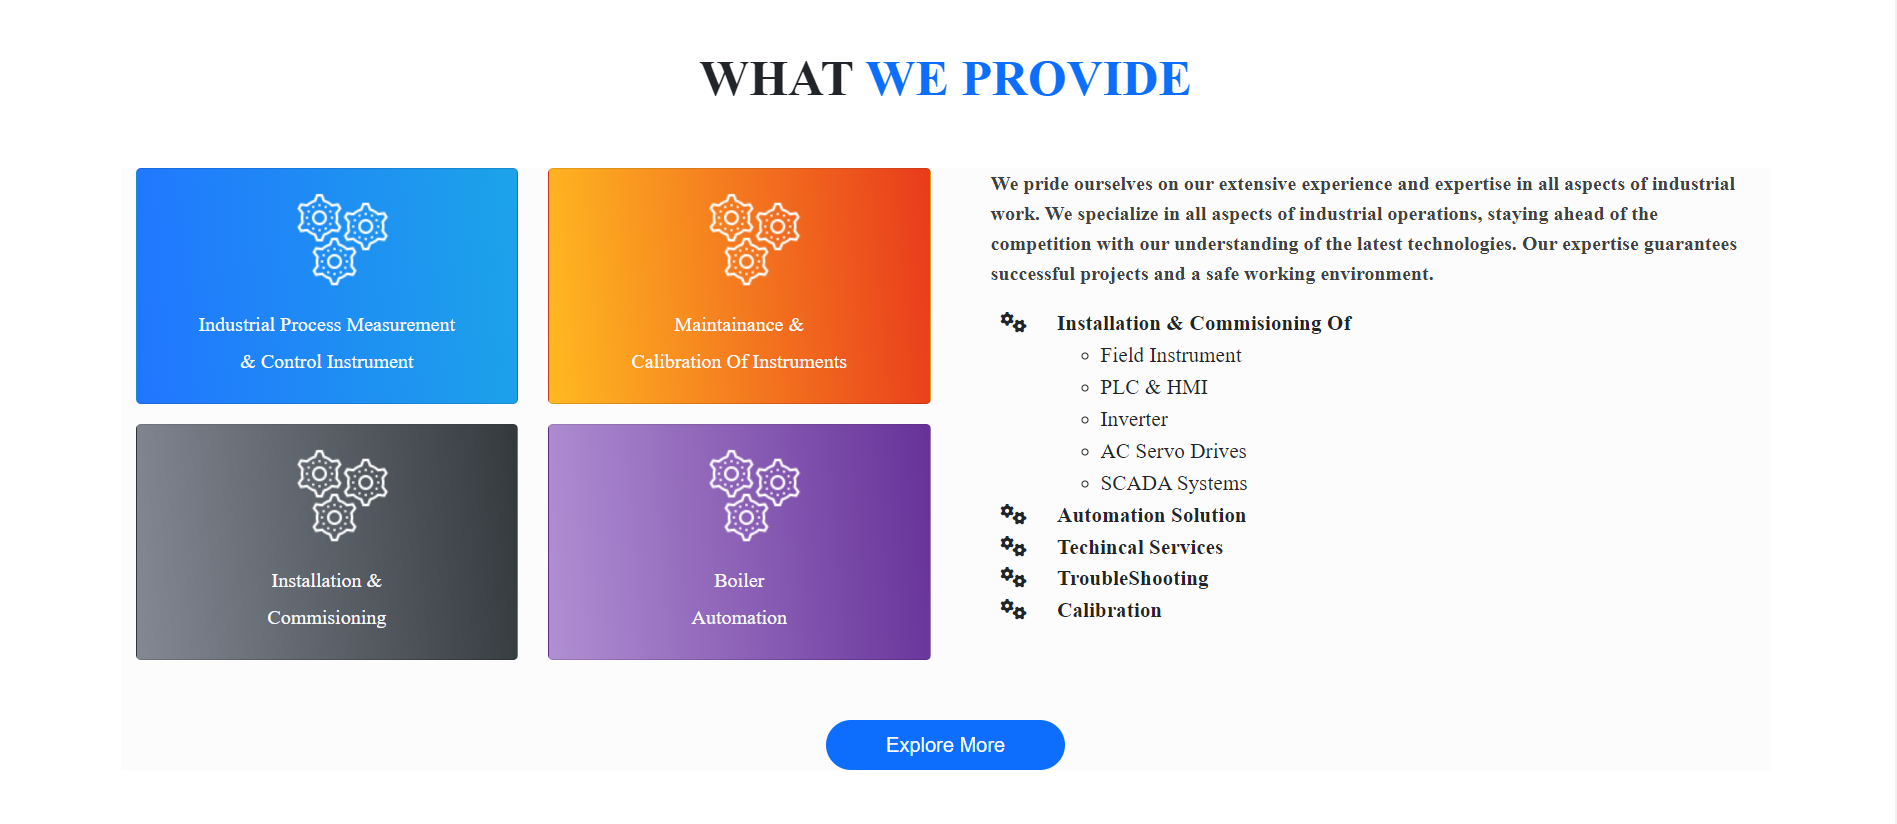 WHAT WE PROVIDE
Industrial Process Measurement
& Control Instrument
Maintainance &
Calibration Of Instruments
Installation &
Commisioning
Boiler
Automation
We pride ourselves on our extensive experience and expertise in all aspects of industrial
work. We specialize in all aspects of industrial operations, staying ahead of the
competition with our understanding of the latest technologies. Our expertise guarantees
successful projects and a safe working environment.
Installation & Commisioning Of
Field Instrument
PLC & HMI
Inverter
AC Servo Drives
SCADA Systems
Automation Solution
Techincal Services
TroubleShooting
Calibration
Explore More